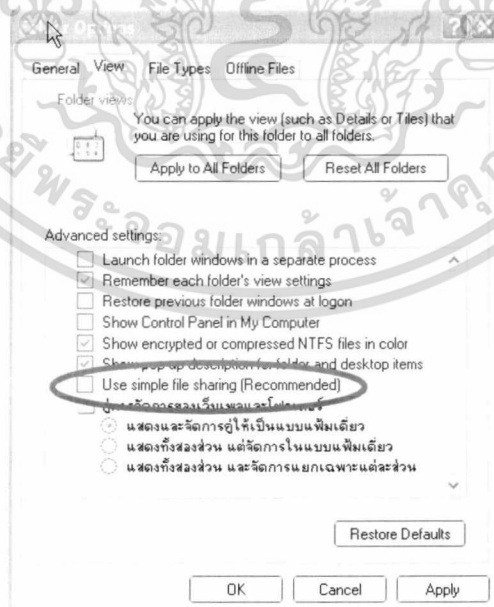 General View File Types Offline Files
Folder views
You can apply the view (such as Details or Tiles) that
you are using for this folder to all folders.
Apply to All Folders Reset All Folders
Advanced settings:
Launch folder windows in a separate process
Remember each folder's view settings
Restore previous folder windows at logon
Show Control Panel in My Computer
Show encrypted or compressed NTFS files in color
Show pop-up description for folder and desktop items
Use simple file sharing (Recommended)
แสดงและจัดการคู่ให้เป็นแบบแฟ้มเดี่ยว
แสดงทั้งสองส่วน แต่จัดการในแบบแฟ้มเดี่ยว
แสดงทั้งสองส่วน และจัดการแยกเฉพาะแต่ละส่วน
Restore Defaults
OK Cancel Apply